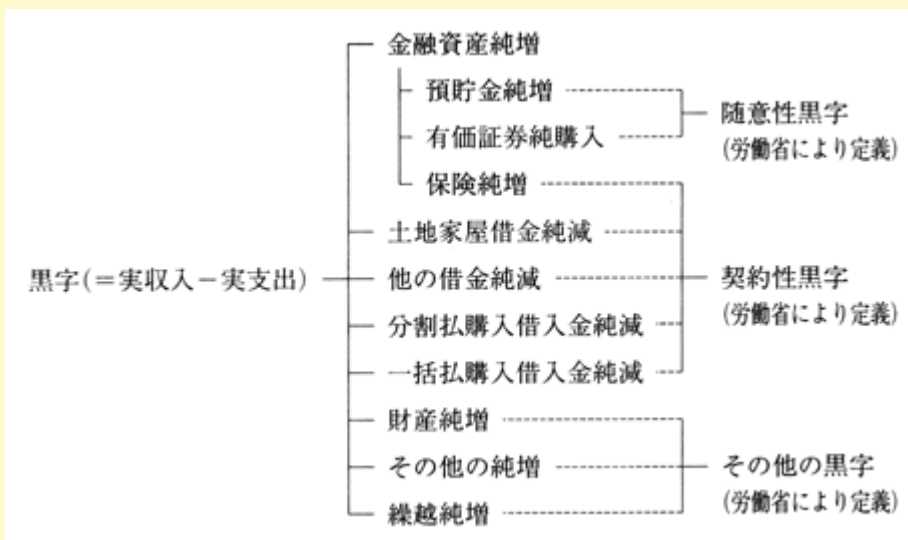 金融資産純増
預貯金純増
有価証券純購入
保険純増
土地家屋借金純減
黒字(=実収入−実支出)
他の借金純減
分割払購入借入金純減
一括払購入借入金純減
財産純増
その他の純増
繰越純増
随意性黒字
(労働省により定義)
契約性黒字
(労働省により定義)
その他の黒字
(労働省により定義)